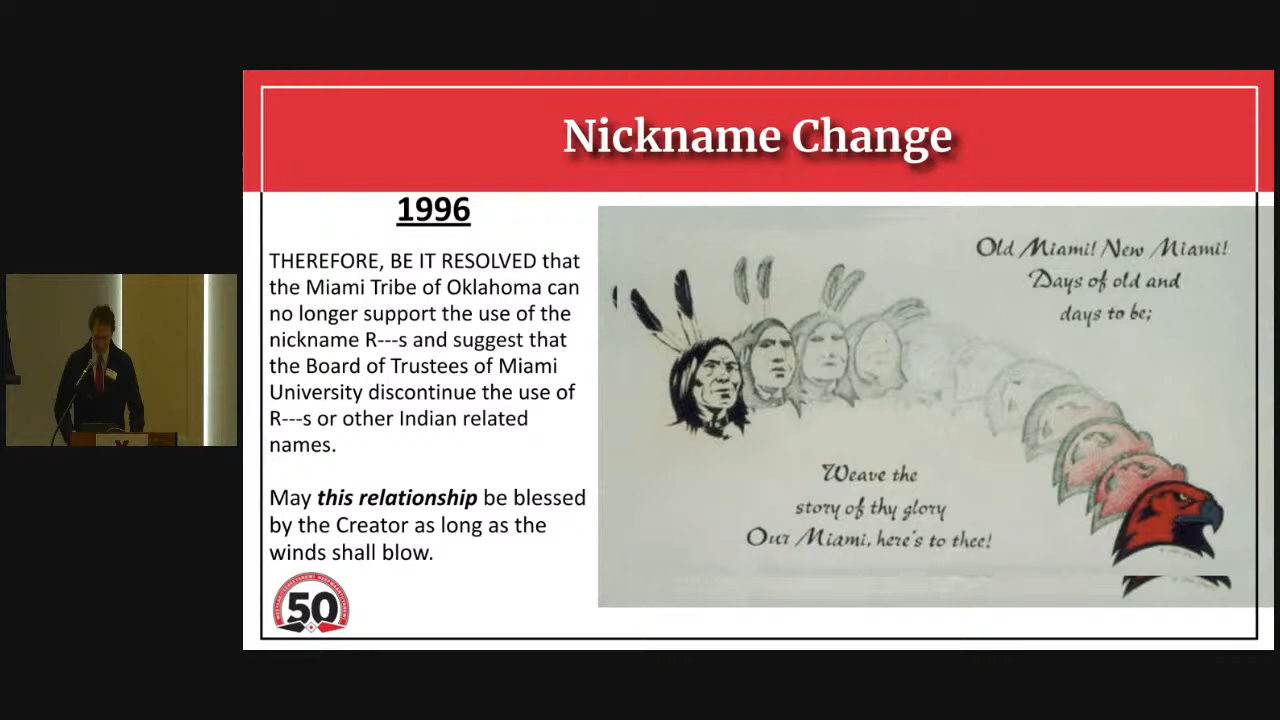 Nickname Change
1996
THEREFORE, BE IT RESOLVED that
the Miami Tribe of Oklahoma can
no longer support the use of the
nickname R---s and suggest that
the Board of Trustees of Miami
University discontinue the use of
R---s or other Indian related
names.
May this relationship be blessed
by the Creator as long as the
winds shall blow.
50
Old Miami! New Miami!
Days of old and
days to be;
Weave the
story of thy glory
Our Miami, here's to thee!